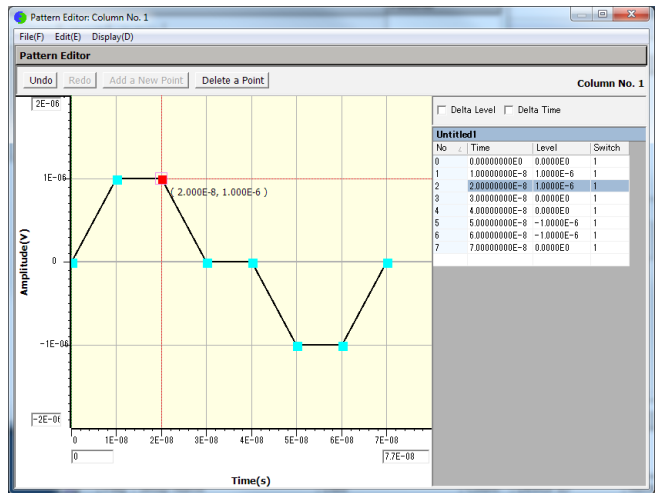 Pattern Editor: Column No. 1
File(F) Edit(E) Display(D)
Pattern Editor
Undo Redo Add a New Point Delete a Point
Column No. 1
2E-06
1E-06
0
-1E-06
-2E-06
Amplitude(V)
( 2.000E-8, 1.000E-6 )
0 1E-08 2E-08 3E-08 4E-08 5E-08 6E-08 7E-08
0 7.7E-08
Time(s)
Delta Level Delta Time
Untitled1
No Time Level Switch
0 0.00000000E0 0.0000E0 1
1 1.00000000E-8 1.0000E-6 1
2 2.00000000E-8 1.0000E-6 1
3 3.00000000E-8 0.0000E0 1
4 4.00000000E-8 0.0000E0 1
5 5.00000000E-8 -1.0000E-6 1
6 6.00000000E-8 -1.0000E-6 1
7 7.00000000E-8 0.0000E0 1